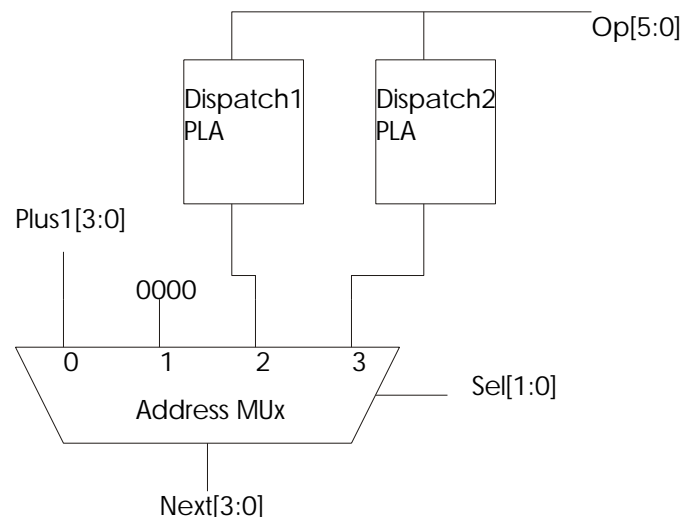 Op[5:0]
Dispatch1
PLA
Dispatch2
PLA
Plus1[3:0]
0000
0
1
2
3
Address MUx
Sel[1:0]
Next[3:0]